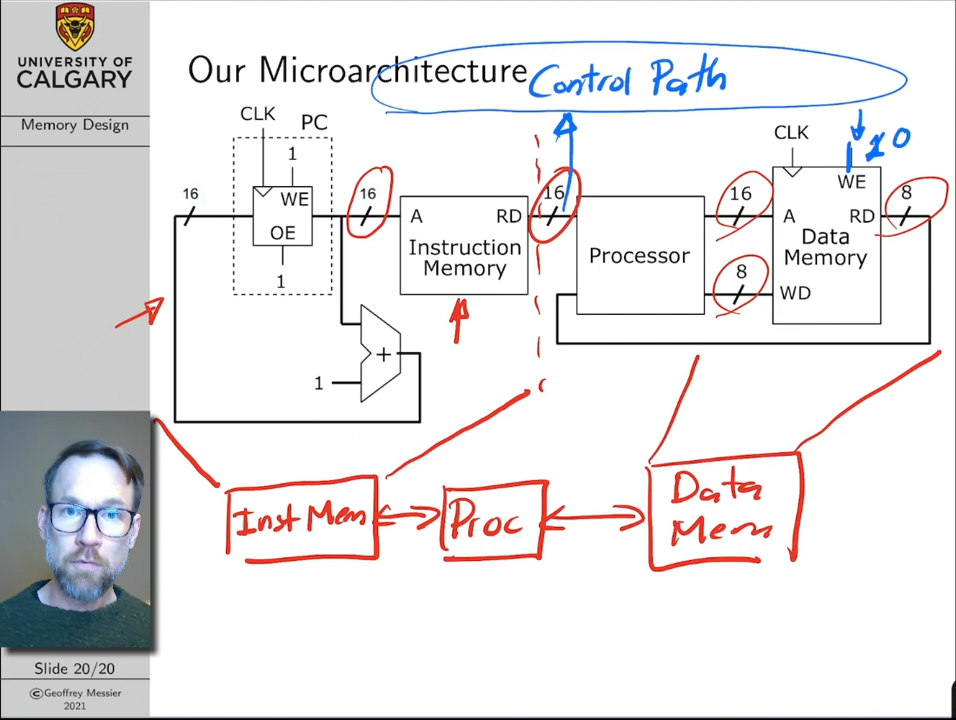 UNIVERSITY OF
CALGARY
Memory Design
Our Microarchitecture
Control Path
CLK
PC
1
16
WE
OE
1
16
A
RD
Instruction
Memory
16
Processor
16
8
CLK
WE
1 0
A
RD
Data
Memory
WD
8
+
1
Inst Mem
Proc
Data
Mem
Slide 20/20
©Geoffrey Messier
2021